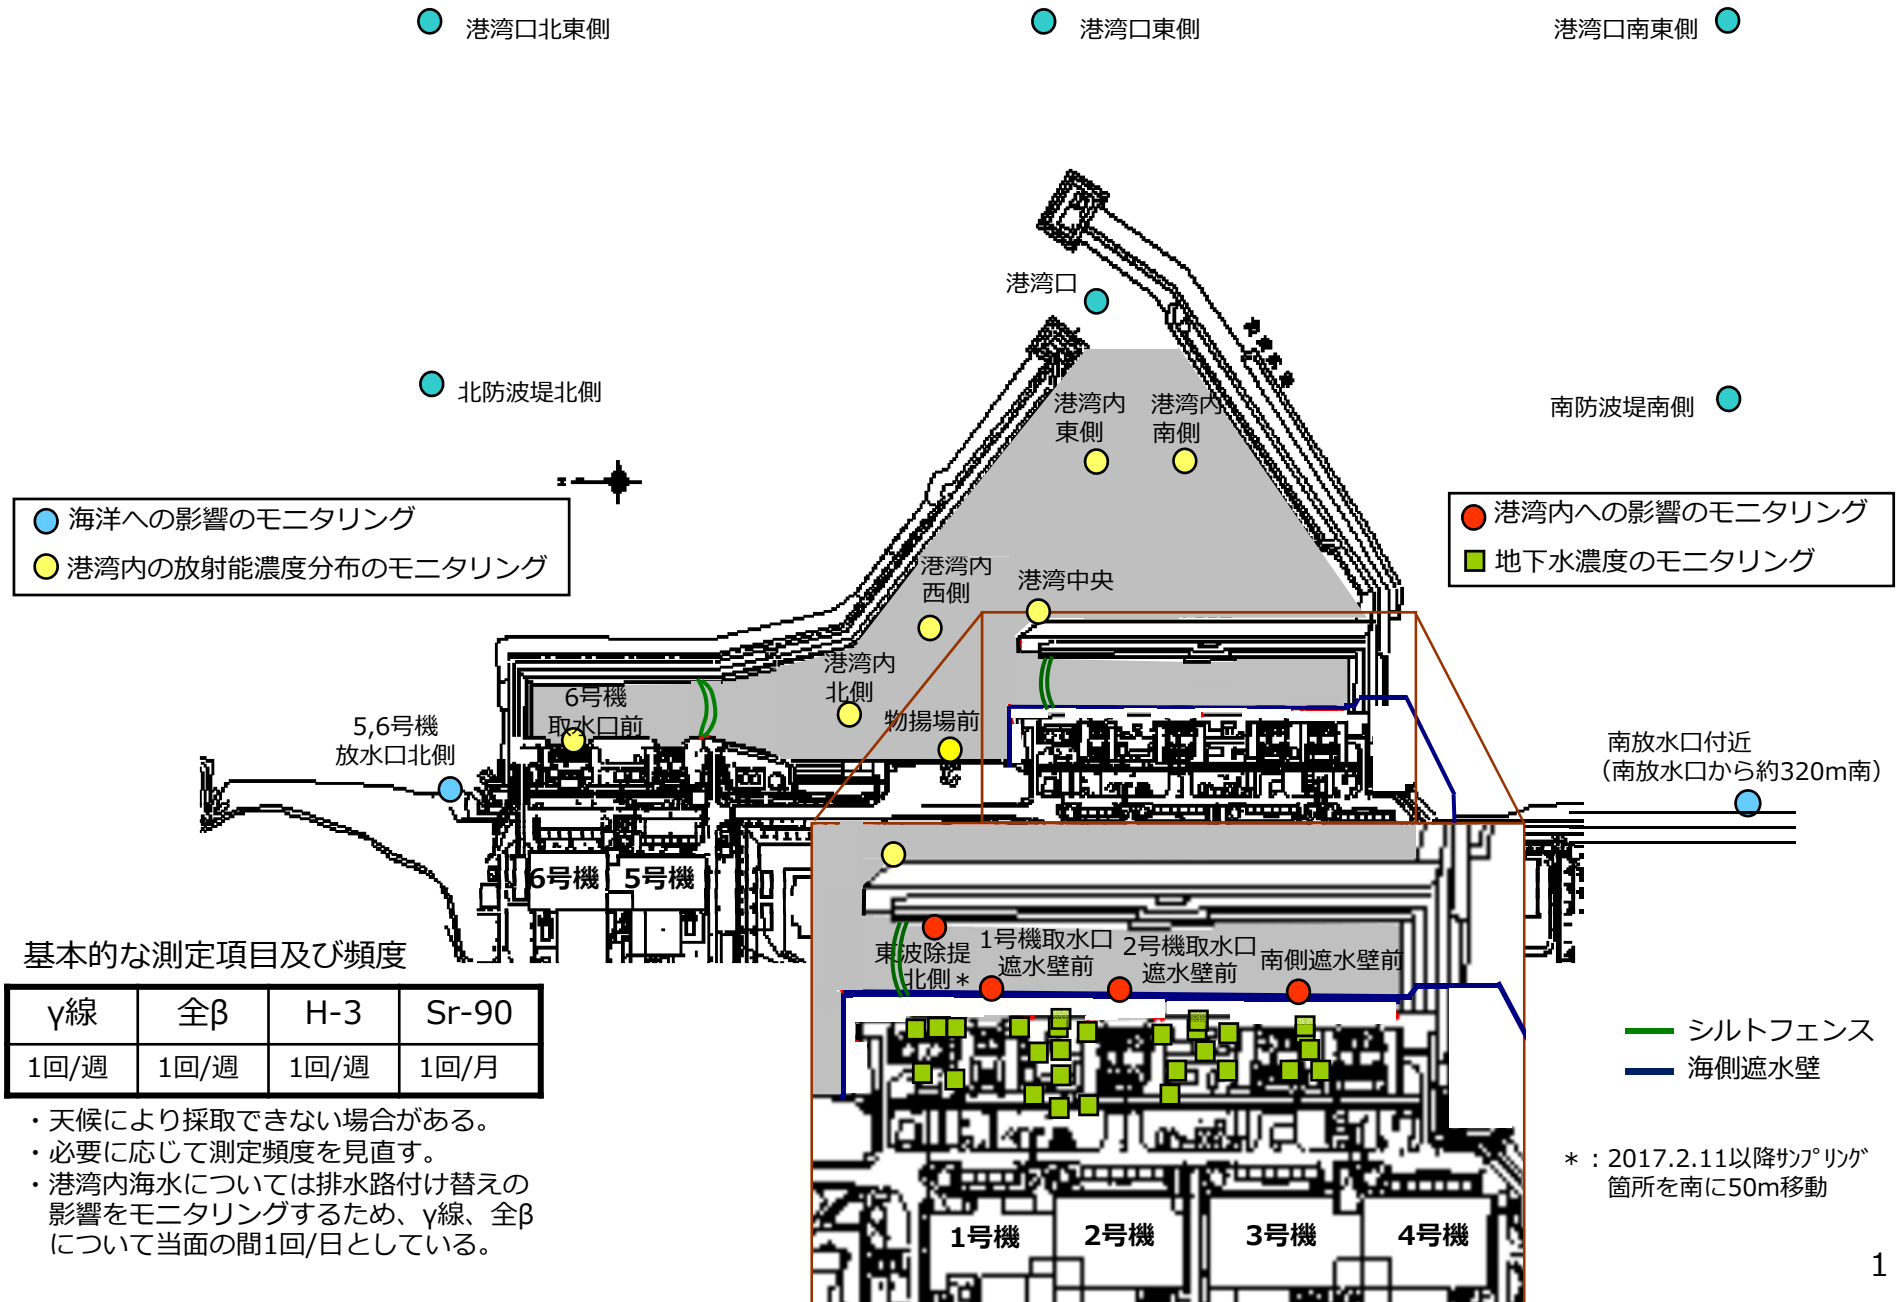 港湾口北東側
港湾口東側
港湾口南東側
港湾口
北防波堤北側
港湾内
東側
港湾内
南側
南防波堤南側
海洋への影響のモニタリング
港湾内の放射能濃度分布のモニタリング
港湾内への影響のモニタリング
地下水濃度のモニタリング
港湾内
西側
港湾中央
港湾内
北側
6号機
取水口前
物揚場前
5,6号機
放水口北側
南放水口付近
（南放水口から約320m南）
6号機
5号機
東波除堤
北側＊
1号機取水口
遮水壁前
2号機取水口
遮水壁前
南側遮水壁前
基本的な測定項目及び頻度
γ線 全β H-3 Sr-90
1回/週 1回/週 1回/週 1回/月
・天候により採取できない場合がある。
・必要に応じて測定頻度を見直す。
・港湾内海水については排水路付け替えの
影響をモニタリングするため、γ線、全β
について当面の間1回/日としている。
シルトフェンス
海側遮水壁
＊：2017.2.11以降ｻﾝﾌﾟﾘﾝｸﾞ
箇所を南に50m移動
1号機
2号機
3号機
4号機
1